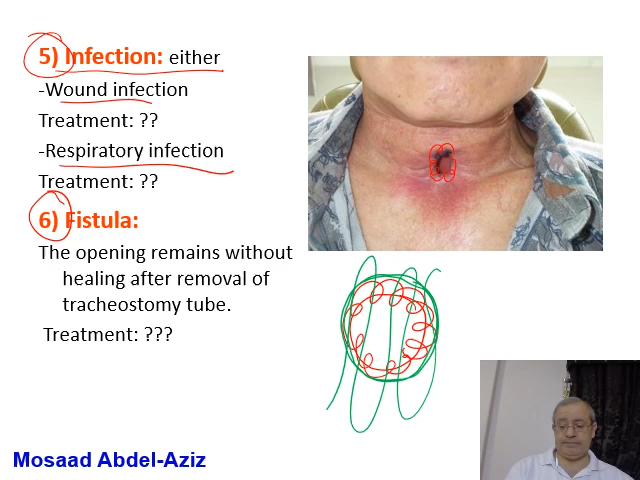 5) Infection: either
-Wound infection
Treatment: ??
-Respiratory infection
Treatment: ??
6) Fistula:
The opening remains without
healing after removal of
tracheostomy tube.
Treatment: ???
Mosaad Abdel-Aziz